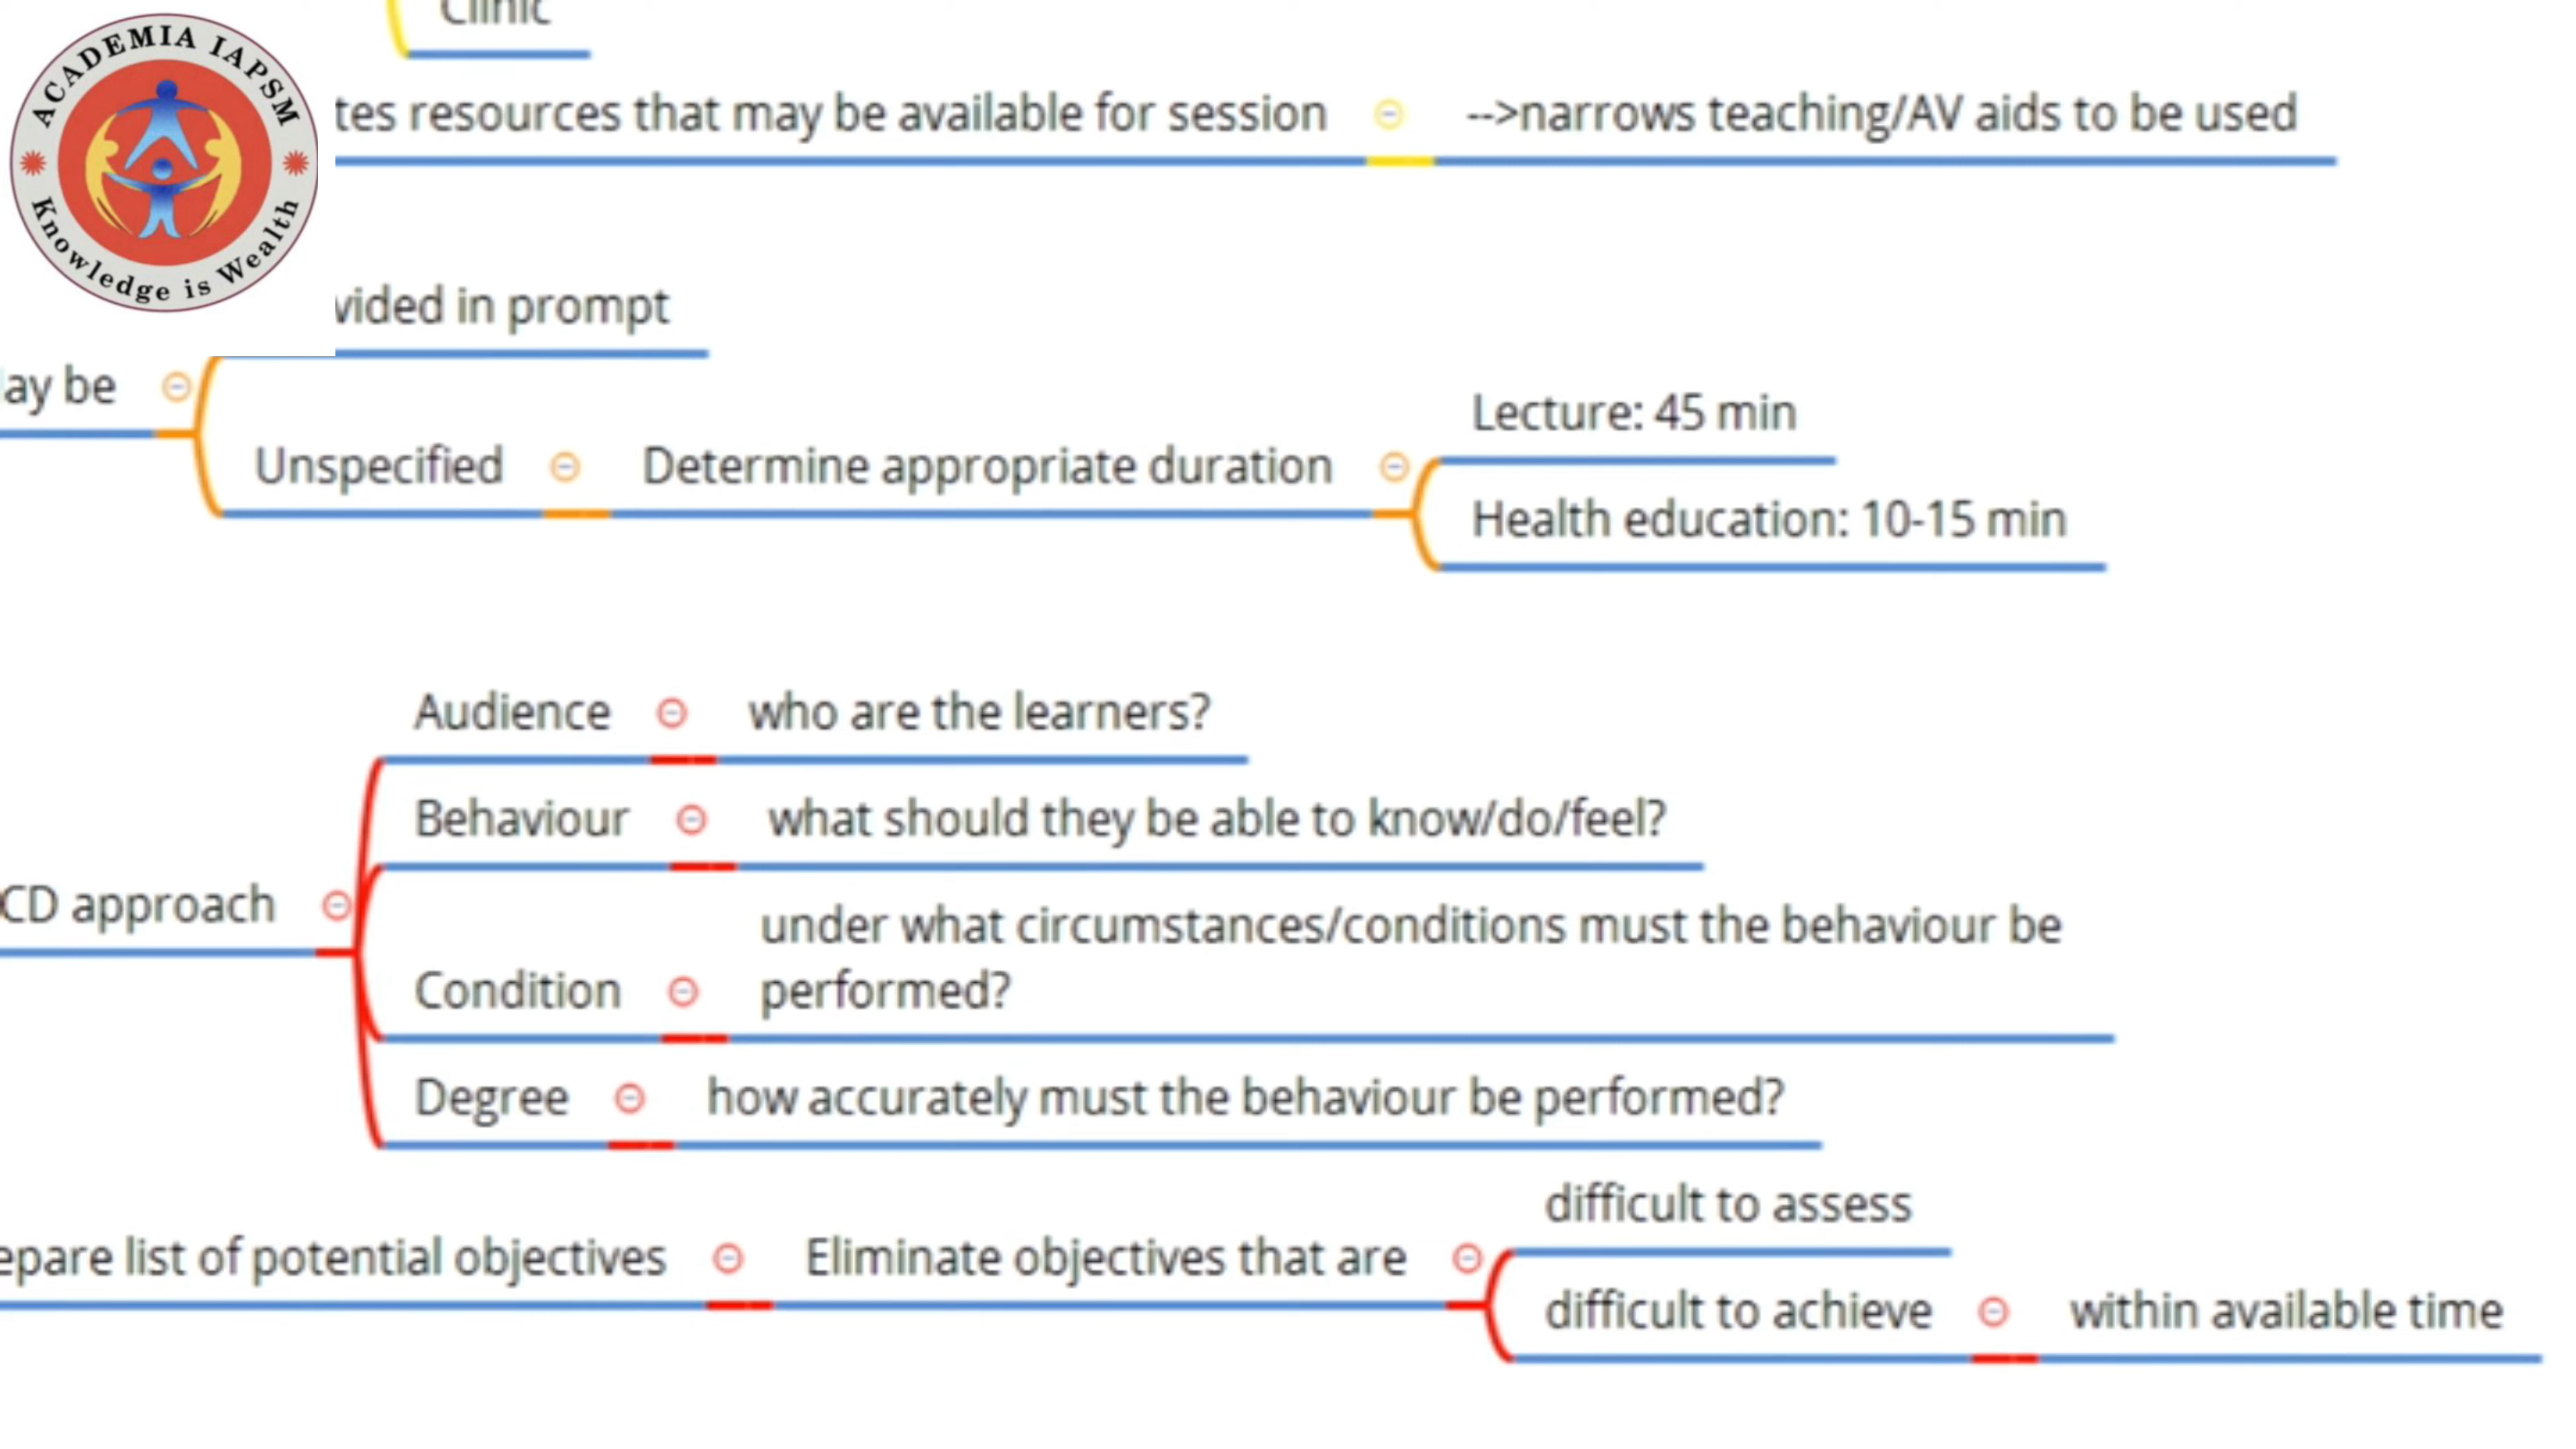 Clinic
ACADEMIA IAPSM
Knowledge is Wealth
tes resources that may be available for session -->narrows teaching/AV aids to be used
vided in prompt
ay be
Lecture: 45 min
Unspecified Determine appropriate duration
Health education: 10-15 min
Audience who are the learners?
Behaviour what should they be able to know/do/feel?
CD approach
under what circumstances/conditions must the behaviour be
Condition performed?
Degree how accurately must the behaviour be performed?
difficult to assess
epare list of potential objectives Eliminate objectives that are
difficult to achieve within available time